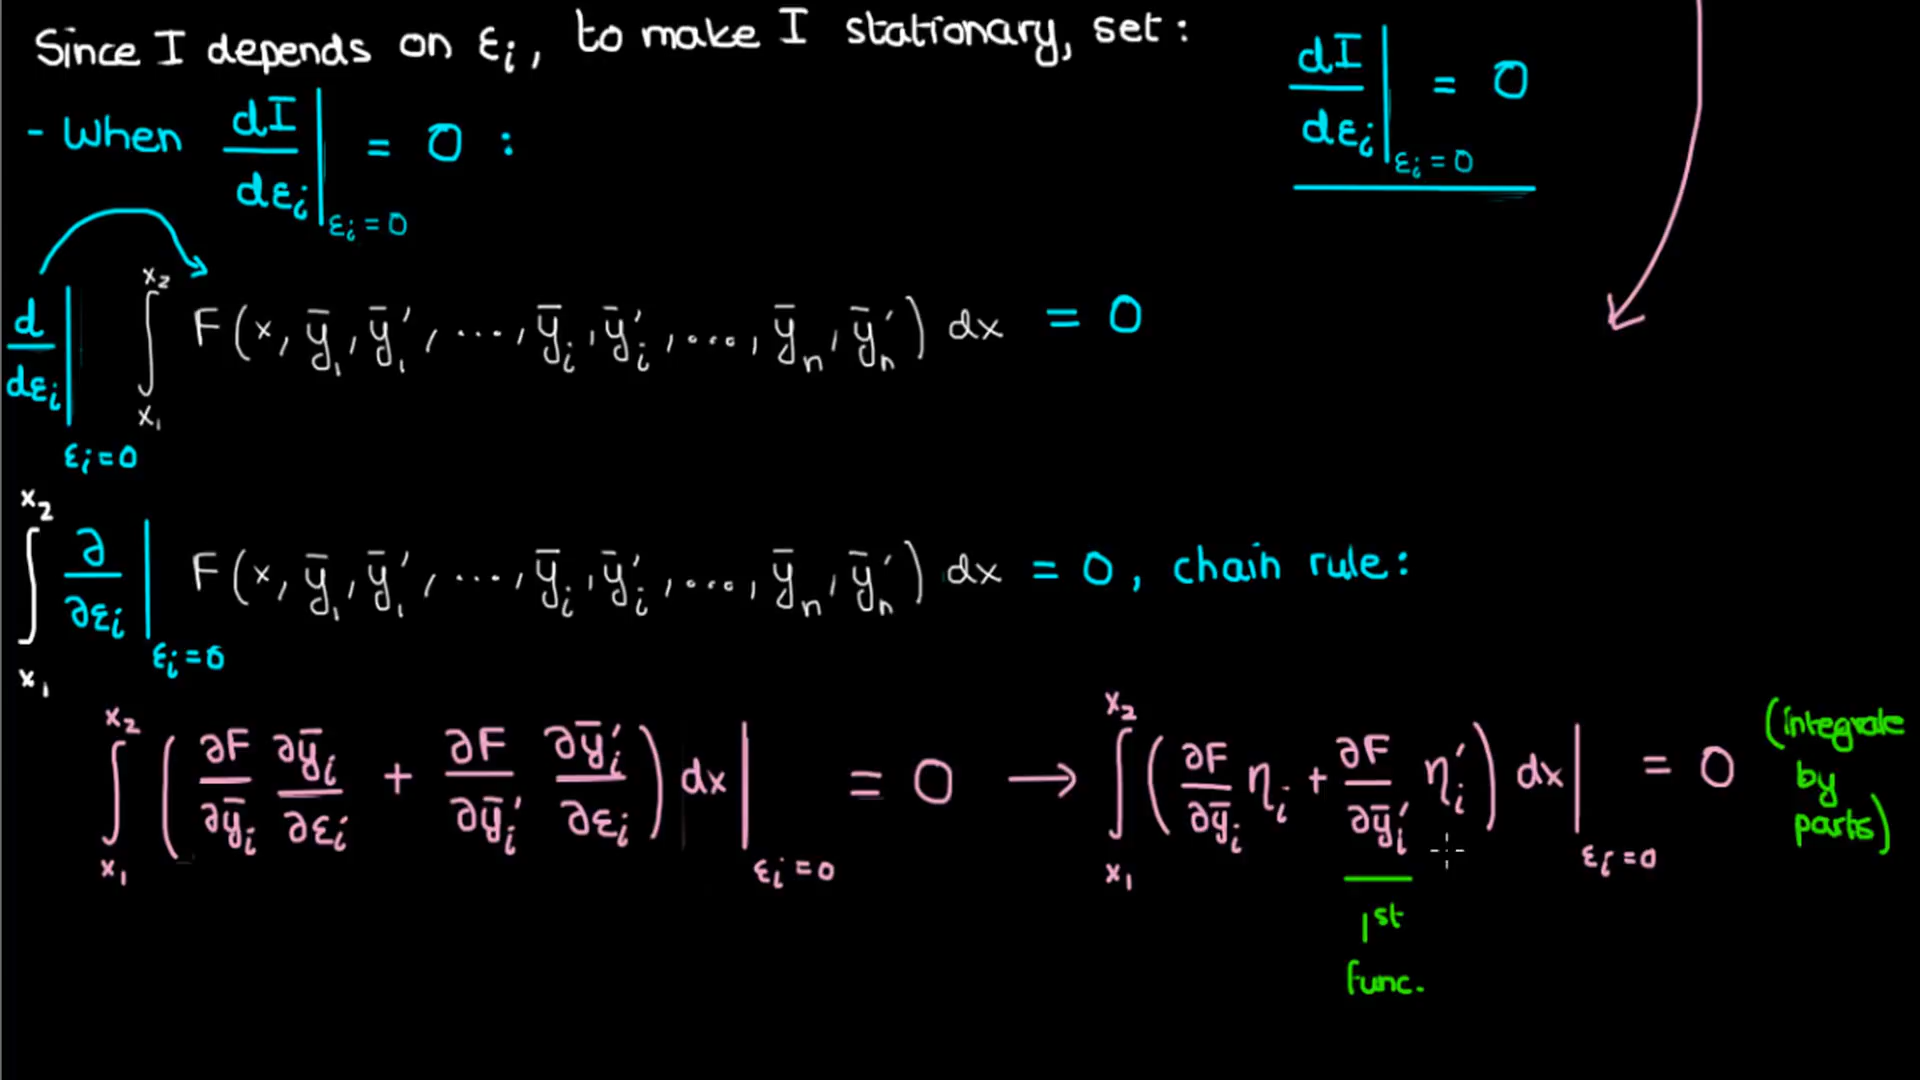 Since I depends on εᵢ, to make I stationary, set:
dI/dεᵢ |εᵢ=0 = 0
- When dI/dεᵢ |εᵢ=0 = 0 :
d/dεᵢ |εᵢ=0 ∫ₓ₁^x₂ F(x, ȳ₁, ȳ₁', ..., ȳᵢ, ȳᵢ', ..., ȳₙ, ȳₙ') dx = 0
∫ₓ₁^x₂ ∂/∂εᵢ |εᵢ=0 F(x, ȳ₁, ȳ₁', ..., ȳᵢ, ȳᵢ', ..., ȳₙ, ȳₙ') dx = 0, chain rule:
∫ₓ₁^x₂ (∂F/∂ȳᵢ ∂ȳᵢ/∂εᵢ + ∂F/∂ȳᵢ' ∂ȳᵢ'/∂εᵢ) dx |εᵢ=0 = 0 → ∫ₓ₁^x₂ (∂F/∂ȳᵢ ηᵢ + ∂F/∂ȳᵢ' ηᵢ') dx |εᵢ=0 = 0
(integrate
by
parts)
1st
func.